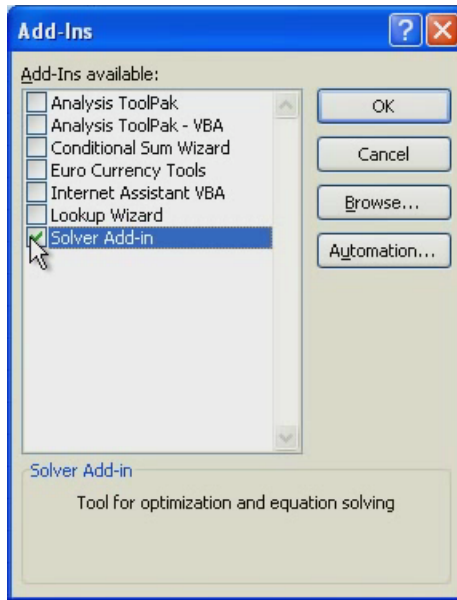 Add-Ins
Add-Ins available:
Analysis ToolPak
Analysis ToolPak - VBA
Conditional Sum Wizard
Euro Currency Tools
Internet Assistant VBA
Lookup Wizard
Solver Add-in
OK
Cancel
Browse...
Automation...
Solver Add-in
Tool for optimization and equation solving